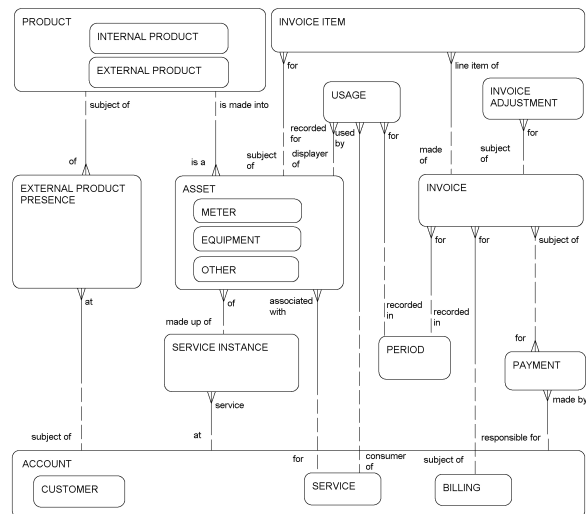 PRODUCT
INVOICE ITEM
INTERNAL PRODUCT
EXTERNAL PRODUCT
for
line item of
USAGE
INVOICE
ADJUSTMENT
subject of
is made into
recorded
for
used
by
for
for
of
is a
subject
of
displayer
of
made
of
subject
of
EXTERNAL PRODUCT
PRESENCE
ASSET
INVOICE
METER
EQUIPMENT
OTHER
for
for
subject of
at
of
associated
with
made up of
recorded
in
recorded
in
for
SERVICE INSTANCE
PERIOD
PAYMENT
service
made by
subject of
at
for
consumer
of
subject of
responsible for
ACCOUNT
CUSTOMER
SERVICE
BILLING